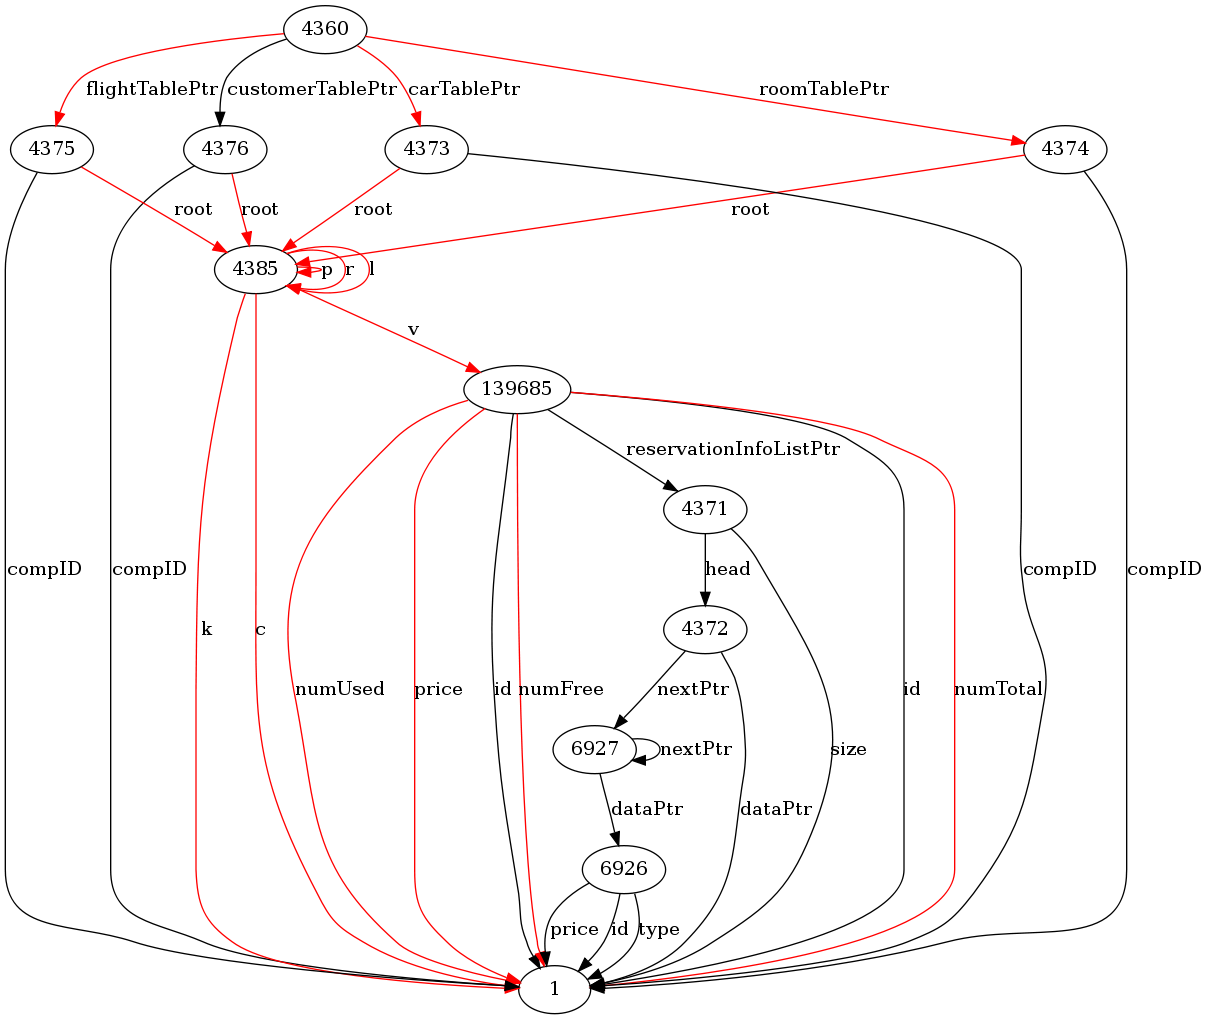 4360
flightTablePtr customerTablePtr carTablePtr roomTablePtr
4375 4376 4373 4374
root root root root
4385 p r l
v
139685
reservationInfoListPtr
4371
compID compID head compID compID
k c 4372
numUsed price id numFree nextPtr id numTotal
6927 nextPtr size
dataPtr dataPtr
6926
price id type
1